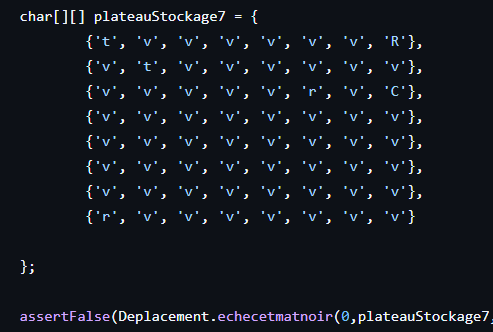 char[][] plateauStockage7 = {
{'t', 'v', 'v', 'v', 'v', 'v', 'v', 'R'},
{'v', 't', 'v', 'v', 'v', 'v', 'v', 'v'},
{'v', 'v', 'v', 'v', 'v', 'r', 'v', 'C'},
{'v', 'v', 'v', 'v', 'v', 'v', 'v', 'v'},
{'v', 'v', 'v', 'v', 'v', 'v', 'v', 'v'},
{'v', 'v', 'v', 'v', 'v', 'v', 'v', 'v'},
{'v', 'v', 'v', 'v', 'v', 'v', 'v', 'v'},
{'r', 'v', 'v', 'v', 'v', 'v', 'v', 'v'}
};
assertFalse(Deplacement.echecetmatnoir(0,plateauStockage7,